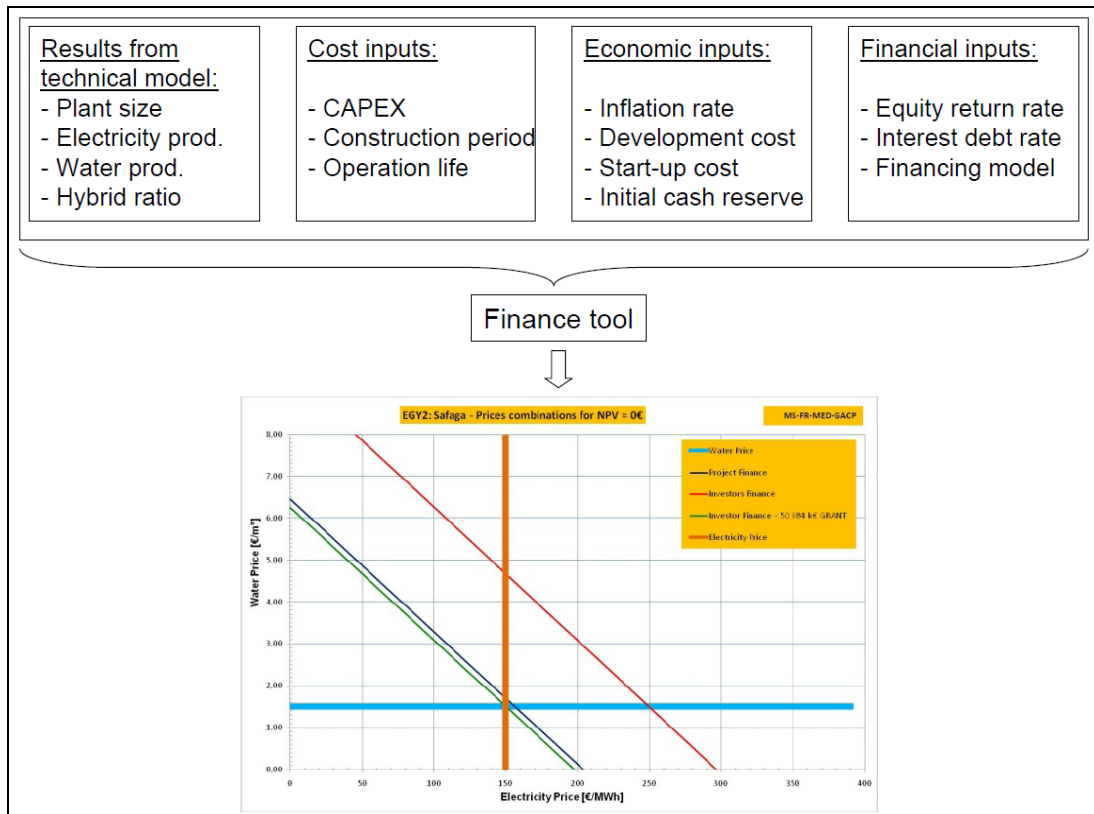 Results from
technical model:
- Plant size
- Electricity prod.
- Water prod.
- Hybrid ratio
Cost inputs:
- CAPEX
- Construction period
- Operation life
Economic inputs:
- Inflation rate
- Development cost
- Start-up cost
- Initial cash reserve
Financial inputs:
- Equity return rate
- Interest debt rate
- Financing model
Finance tool
EGY2: Safaga - Prices combinations for NPV = 0€
MS-FR-MED-GACP
Water Price
Project Finance
Investors Finance
Investor Finance - 50 684 k€ GRANT
Electricity Price
Water Price [€/m³]
8.00
7.00
6.00
5.00
4.00
3.00
2.00
1.00
0.00
0 50 100 150 200 250 300 350 400
Electricity Price [€/MWh]